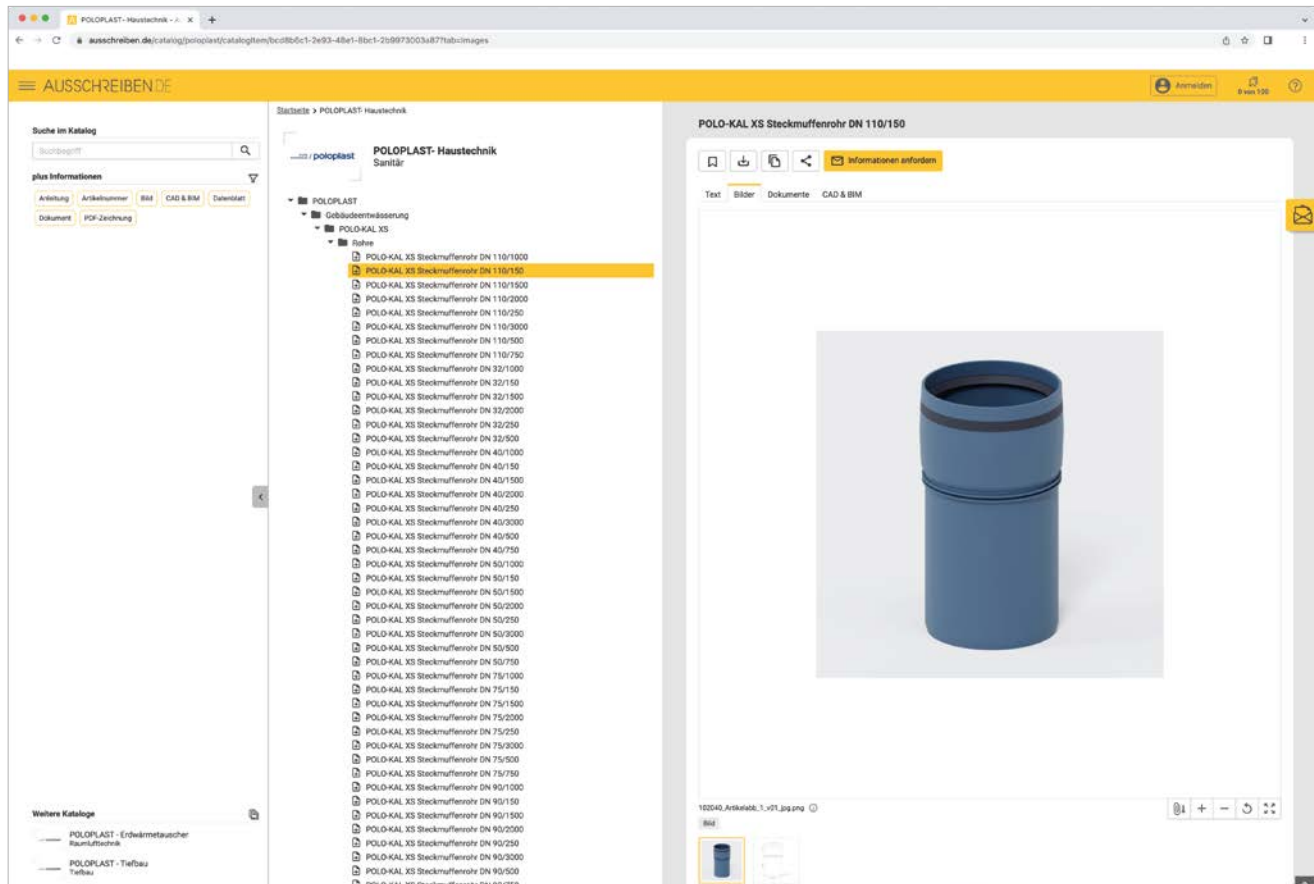 POLOPLAST- Haustechnik - A
ausschreiben.de/catalog/poloplast/catalogItem/bcd8b6c1-2e93-48e1-8bc1-2b9973003a87?tab=images
AUSSCHREIBEN.DE
Anmelden
0 von 100
Suche im Katalog
Suchbegriff
plus Informationen
Anleitung
Artikelnummer
Bild
CAD & BIM
Datenblatt
Dokument
PDF-Zeichnung
Weitere Kataloge
POLOPLAST - Erdwärmetauscher
Raumlufttechnik
POLOPLAST - Tiefbau
Tiefbau
Startseite > POLOPLAST- Haustechnik
poloplast
POLOPLAST- Haustechnik
Sanitär
POLOPLAST
Gebäudeentwässerung
POLO-KAL XS
Rohre
POLO-KAL XS Steckmuffenrohr DN 110/1000
POLO-KAL XS Steckmuffenrohr DN 110/150
POLO-KAL XS Steckmuffenrohr DN 110/1500
POLO-KAL XS Steckmuffenrohr DN 110/2000
POLO-KAL XS Steckmuffenrohr DN 110/250
POLO-KAL XS Steckmuffenrohr DN 110/3000
POLO-KAL XS Steckmuffenrohr DN 110/500
POLO-KAL XS Steckmuffenrohr DN 110/750
POLO-KAL XS Steckmuffenrohr DN 32/1000
POLO-KAL XS Steckmuffenrohr DN 32/150
POLO-KAL XS Steckmuffenrohr DN 32/1500
POLO-KAL XS Steckmuffenrohr DN 32/2000
POLO-KAL XS Steckmuffenrohr DN 32/250
POLO-KAL XS Steckmuffenrohr DN 32/500
POLO-KAL XS Steckmuffenrohr DN 40/1000
POLO-KAL XS Steckmuffenrohr DN 40/150
POLO-KAL XS Steckmuffenrohr DN 40/1500
POLO-KAL XS Steckmuffenrohr DN 40/2000
POLO-KAL XS Steckmuffenrohr DN 40/250
POLO-KAL XS Steckmuffenrohr DN 40/3000
POLO-KAL XS Steckmuffenrohr DN 40/500
POLO-KAL XS Steckmuffenrohr DN 40/750
POLO-KAL XS Steckmuffenrohr DN 50/1000
POLO-KAL XS Steckmuffenrohr DN 50/150
POLO-KAL XS Steckmuffenrohr DN 50/1500
POLO-KAL XS Steckmuffenrohr DN 50/2000
POLO-KAL XS Steckmuffenrohr DN 50/250
POLO-KAL XS Steckmuffenrohr DN 50/3000
POLO-KAL XS Steckmuffenrohr DN 50/500
POLO-KAL XS Steckmuffenrohr DN 50/750
POLO-KAL XS Steckmuffenrohr DN 75/1000
POLO-KAL XS Steckmuffenrohr DN 75/150
POLO-KAL XS Steckmuffenrohr DN 75/1500
POLO-KAL XS Steckmuffenrohr DN 75/2000
POLO-KAL XS Steckmuffenrohr DN 75/250
POLO-KAL XS Steckmuffenrohr DN 75/3000
POLO-KAL XS Steckmuffenrohr DN 75/500
POLO-KAL XS Steckmuffenrohr DN 75/750
POLO-KAL XS Steckmuffenrohr DN 90/1000
POLO-KAL XS Steckmuffenrohr DN 90/150
POLO-KAL XS Steckmuffenrohr DN 90/1500
POLO-KAL XS Steckmuffenrohr DN 90/2000
POLO-KAL XS Steckmuffenrohr DN 90/250
POLO-KAL XS Steckmuffenrohr DN 90/3000
POLO-KAL XS Steckmuffenrohr DN 90/500
POLO-KAL XS Steckmuffenrohr DN 90/750
POLO-KAL XS Steckmuffenrohr DN 110/150
Informationen anfordern
Text
Bilder
Dokumente
CAD & BIM
102040_Artikelabb_1_v01_jpg.png
Bild